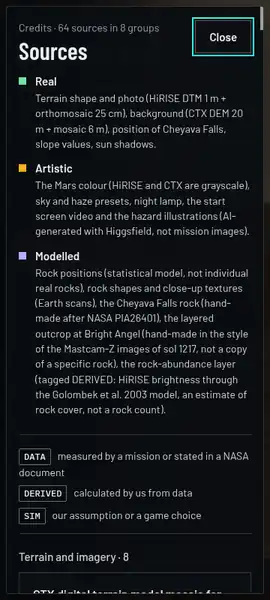 Credits · 64 sources in 8 groups
Close
Sources
Real
Terrain shape and photo (HiRISE DTM 1 m +
orthomosaic 25 cm), background (CTX DEM 20
m + mosaic 6 m), position of Cheyava Falls,
slope values, sun shadows.
Artistic
The Mars colour (HiRISE and CTX are grayscale),
sky and haze presets, night lamp, the start
screen video and the hazard illustrations (AI-
generated with Higgsfield, not mission images).
Modelled
Rock positions (statistical model, not individual
real rocks), rock shapes and close-up textures
(Earth scans), the Cheyava Falls rock (hand-
made after NASA PIA26401), the layered
outcrop at Bright Angel (hand-made in the style
of the Mastcam-Z images of sol 1217, not a copy
of a specific rock), the rock-abundance layer
(tagged DERIVED: HiRISE brightness through
the Golombek et al. 2003 model, an estimate of
rock cover, not a rock count).
DATA measured by a mission or stated in a NASA
document
DERIVED calculated by us from data
SIM our assumption or a game choice
Terrain and imagery · 8
CTX digital terrain model mosaic for